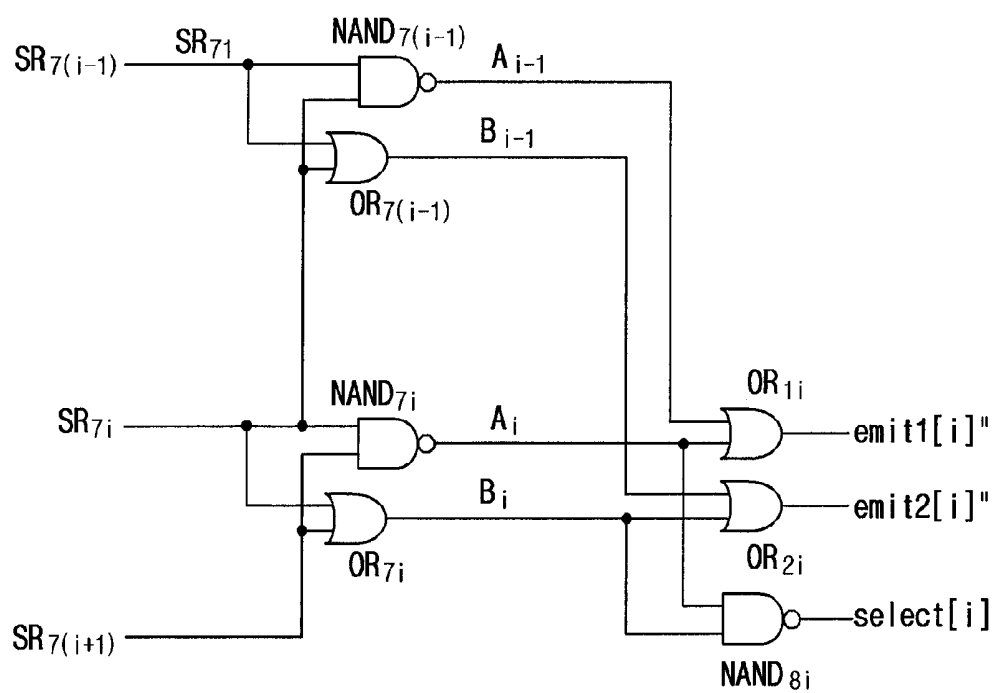 NAND7(i-1)
SR71
SR7(i-1)
Ai-1
Bi-1
OR7(i-1)
NAND7i
SR7i
Ai
OR1i
emit1[i]"
Bi
emit2[i]"
OR7i
OR2i
select[i]
SR7(i+1)
NAND8i